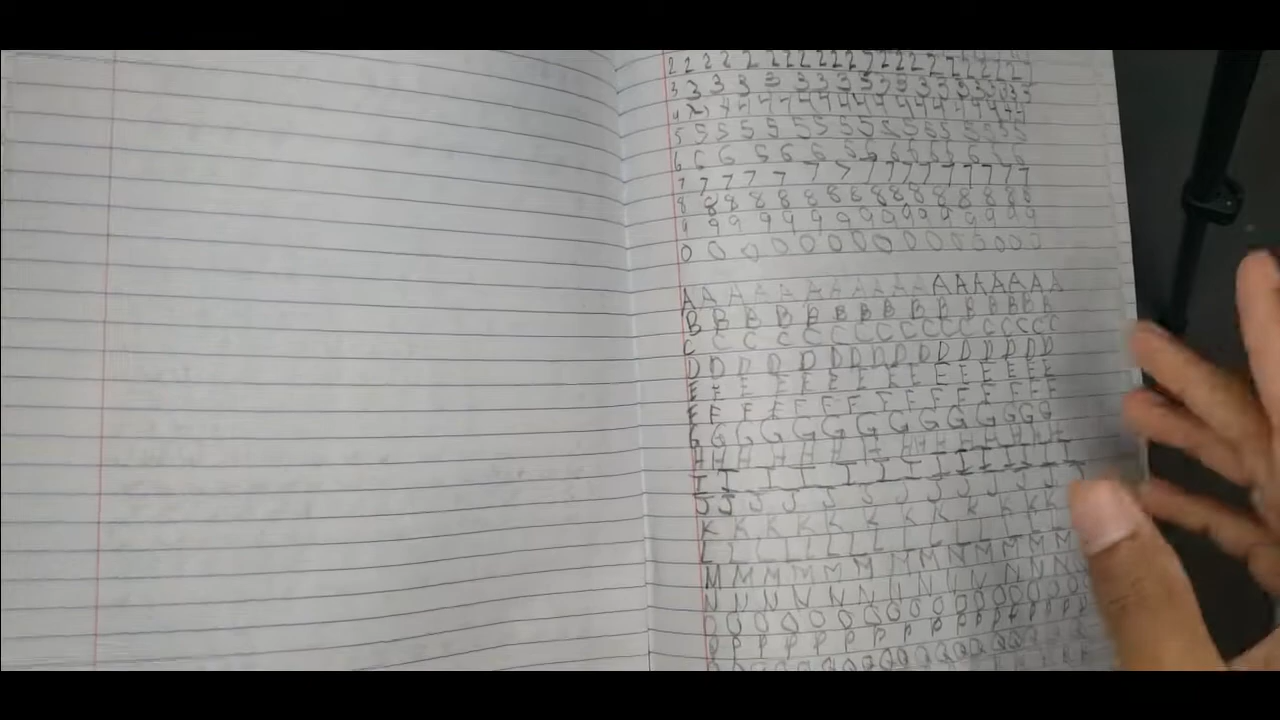 2 2 2 2 2 2 2 2 2 2 2 2 2 2 2 2 2 2
3 3 3 3 3 3 3 3 3 3 3 3 3 3 3 3
4 4 4 4 4 4 4 4 4 4 4 4 4 4 4 4
5 5 5 5 5 5 5 5 5 5 5 5 5 5 5 5
6 6 6 6 6 6 6 6 6 6 6 6 6 6
7 7 7 7 7 7 7 7 7 7 7 7 7 7 7
8 8 8 8 8 8 8 8 8 8 8 8 8 8 8
9 9 9 9 9 9 9 9 9 9 9 9 9 9 9
0 0 0 0 0 0 0 0 0 0 0 0 0 0 0
A A A A A A A A A A A A A A A A A
B B B B B B B B B B B B B B
C C C C C C C C C C C C C C C C
D D D D D D D D D D D D D D D
E E E E E E E E E E E E E E
F F F F F F F F F F F F F F
G G G G G G G G G G G G G G
H H H H H H H H H H H H H H
I I I I I I I I I I I I I
J J J J J J J J J J J J J
K K K K K K K K K K K
L L L L L L L L L L L L
M M M M M M M M M M M M M
N N N N N N N N N N N N N
O O O O O O O O O O O O O O O
P P P P P P P P P P P P P P